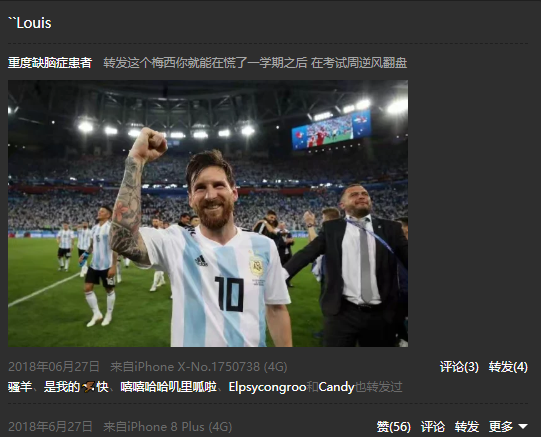 ``Louis
重度缺脑症患者 转发这个梅西你就能在慌了一学期之后 在考试周逆风翻盘
10
2018年06月27日 来自iPhone X-No.1750738 (4G) 评论(3) 转发(4)
骚羊、是我的 快、嘻嘻哈哈叽里呱啦、Elpsycongroo和Candy也转发过
2018年6月27日 来自iPhone 8 Plus (4G) 赞(56) 评论 转发 更多